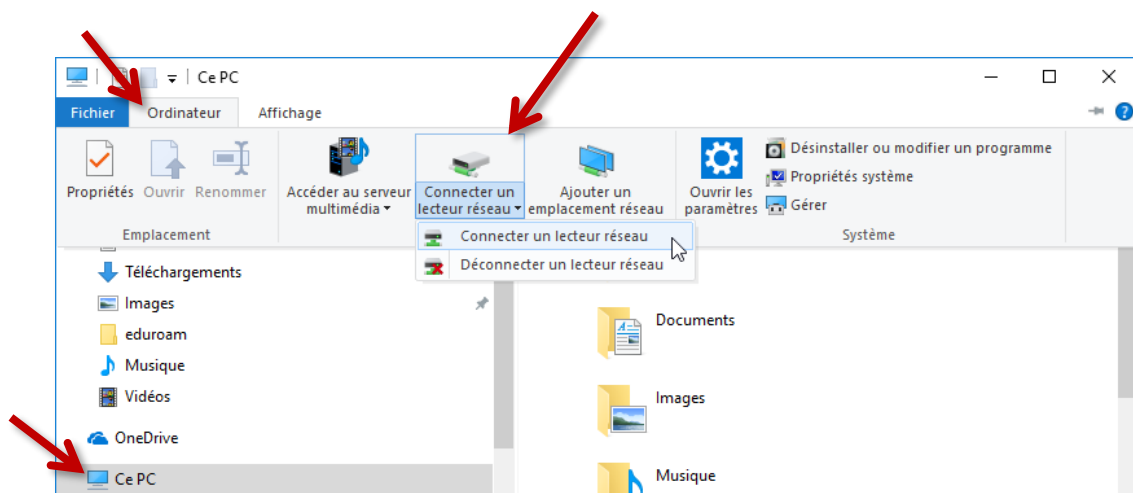 Ce PC
Fichier
Ordinateur
Affichage
Propriétés
Ouvrir
Renommer
Emplacement
Accéder au serveur
multimédia
Connecter un
lecteur réseau
Ajouter un
emplacement réseau
Ouvrir les
paramètres
Désinstaller ou modifier un programme
Propriétés système
Gérer
Système
Connecter un lecteur réseau
Déconnecter un lecteur réseau
Téléchargements
Images
eduroam
Musique
Vidéos
OneDrive
Ce PC
Documents
Images
Musique